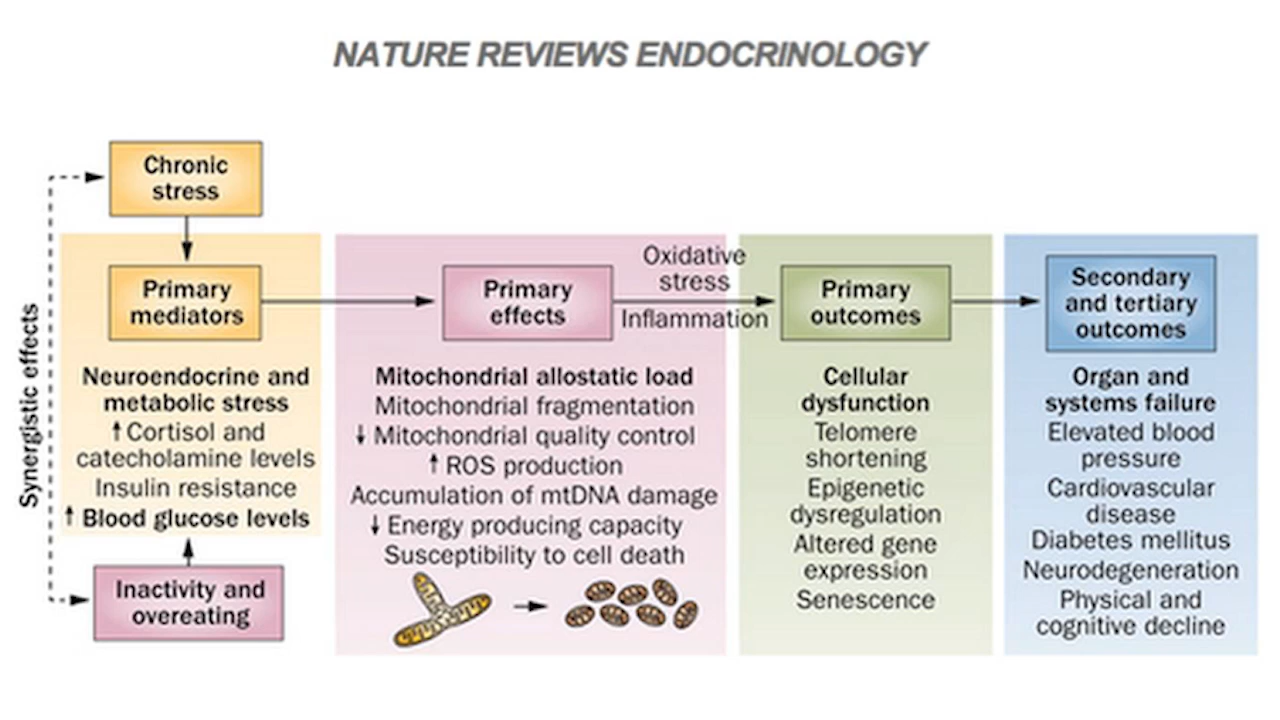 NATURE REVIEWS ENDOCRINOLOGY
Synergistic effects
Chronic
stress
Primary
mediators
Neuroendocrine and
metabolic stress
↑Cortisol and
catecholamine levels
Insulin resistance
↑ Blood glucose levels
Inactivity and
overeating
Primary
effects
Oxidative
stress
Inflammation
Mitochondrial allostatic load
Mitochondrial fragmentation
↓ Mitochondrial quality control
↑ ROS production
Accumulation of mtDNA damage
↓ Energy producing capacity
Susceptibility to cell death
Primary
outcomes
Cellular
dysfunction
Telomere
shortening
Epigenetic
dysregulation
Altered gene
expression
Senescence
Secondary
and tertiary
outcomes
Organ and
systems failure
Elevated blood
pressure
Cardiovascular
disease
Diabetes mellitus
Neurodegeneration
Physical and
cognitive decline